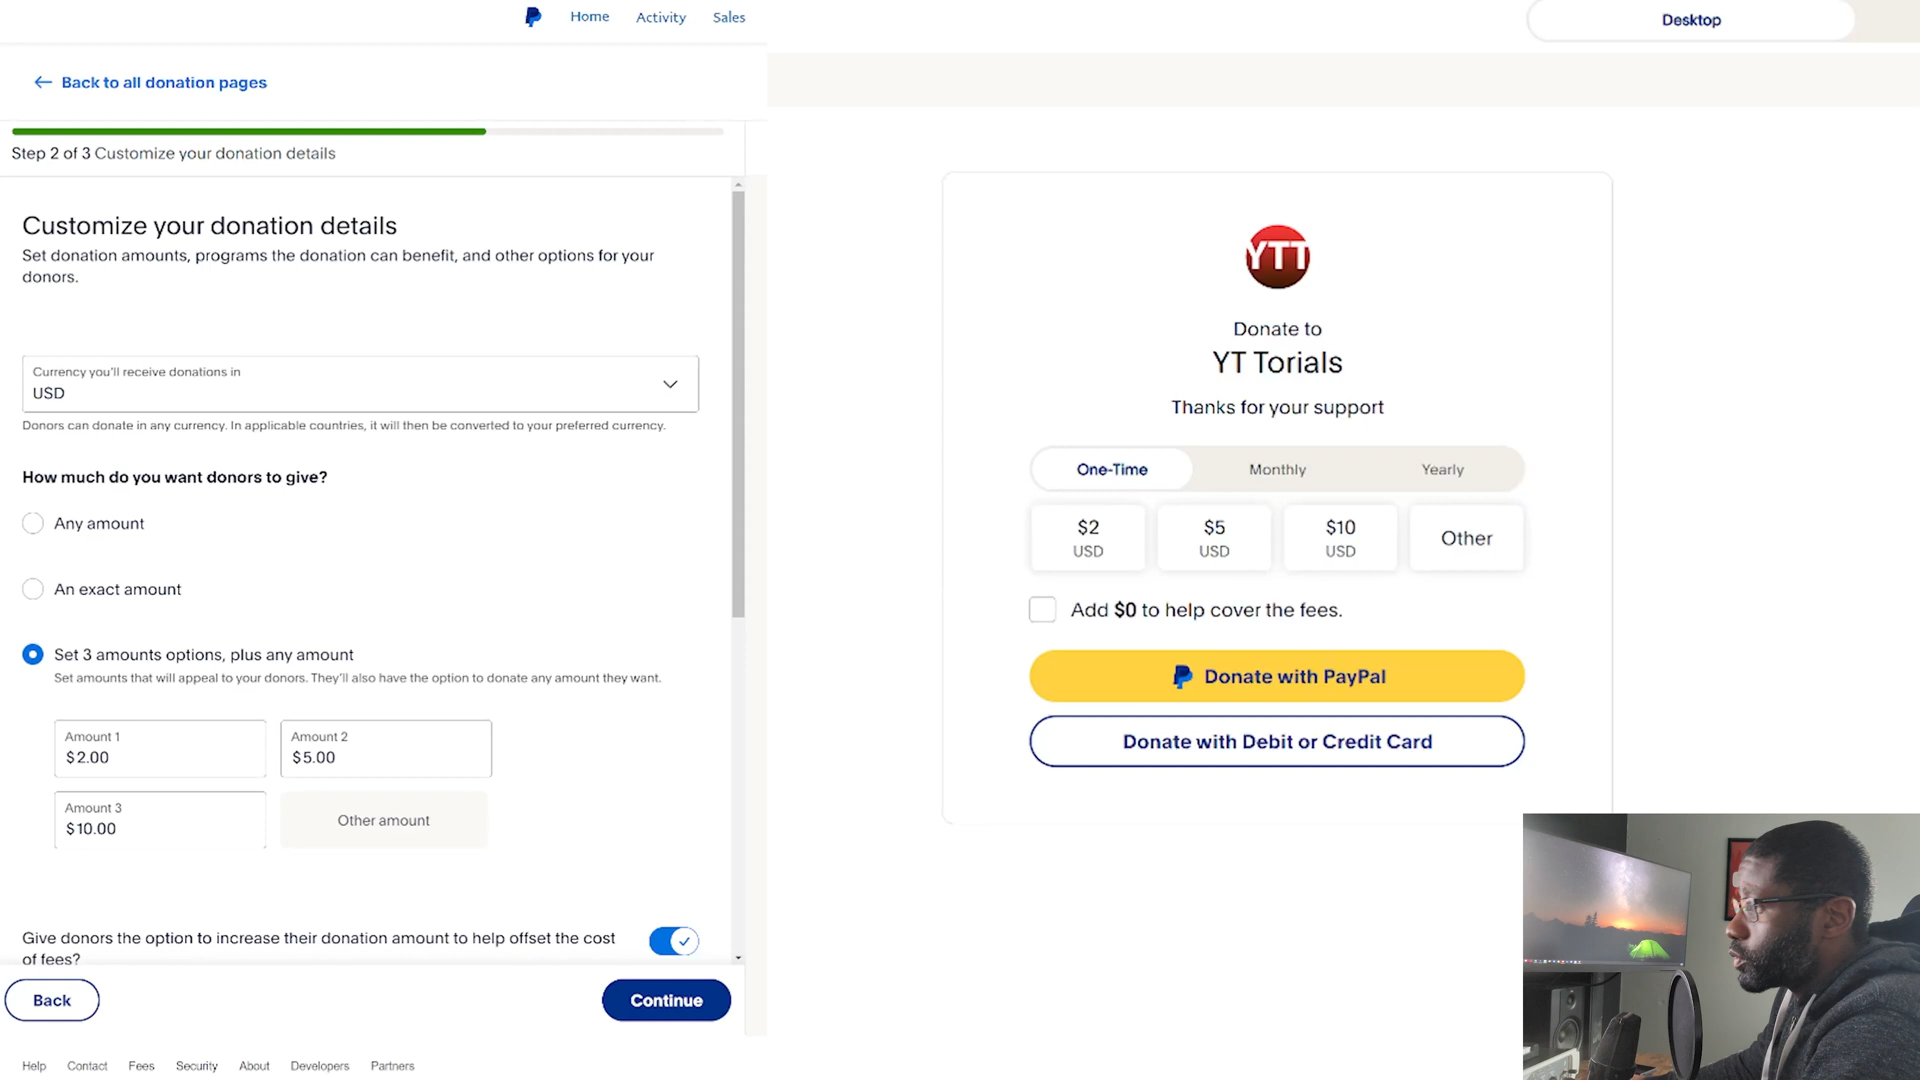 Home
Activity
Sales
Desktop
Back to all donation pages
Step 2 of 3 Customize your donation details
Customize your donation details
Set donation amounts, programs the donation can benefit, and other options for your
donors.
Currency you'll receive donations in
USD
Donors can donate in any currency. In applicable countries, it will then be converted to your preferred currency.
How much do you want donors to give?
Any amount
An exact amount
Set 3 amounts options, plus any amount
Set amounts that will appeal to your donors. They'll also have the option to donate any amount they want.
Amount 1
$2.00
Amount 2
$5.00
Amount 3
$10.00
Other amount
Give donors the option to increase their donation amount to help offset the cost
of fees?
Back
Continue
Help
Contact
Fees
Security
About
Developers
Partners
YTT
Donate to
YT Torials
Thanks for your support
One-Time
Monthly
Yearly
$2
USD
$5
USD
$10
USD
Other
Add $0 to help cover the fees.
Donate with PayPal
Donate with Debit or Credit Card